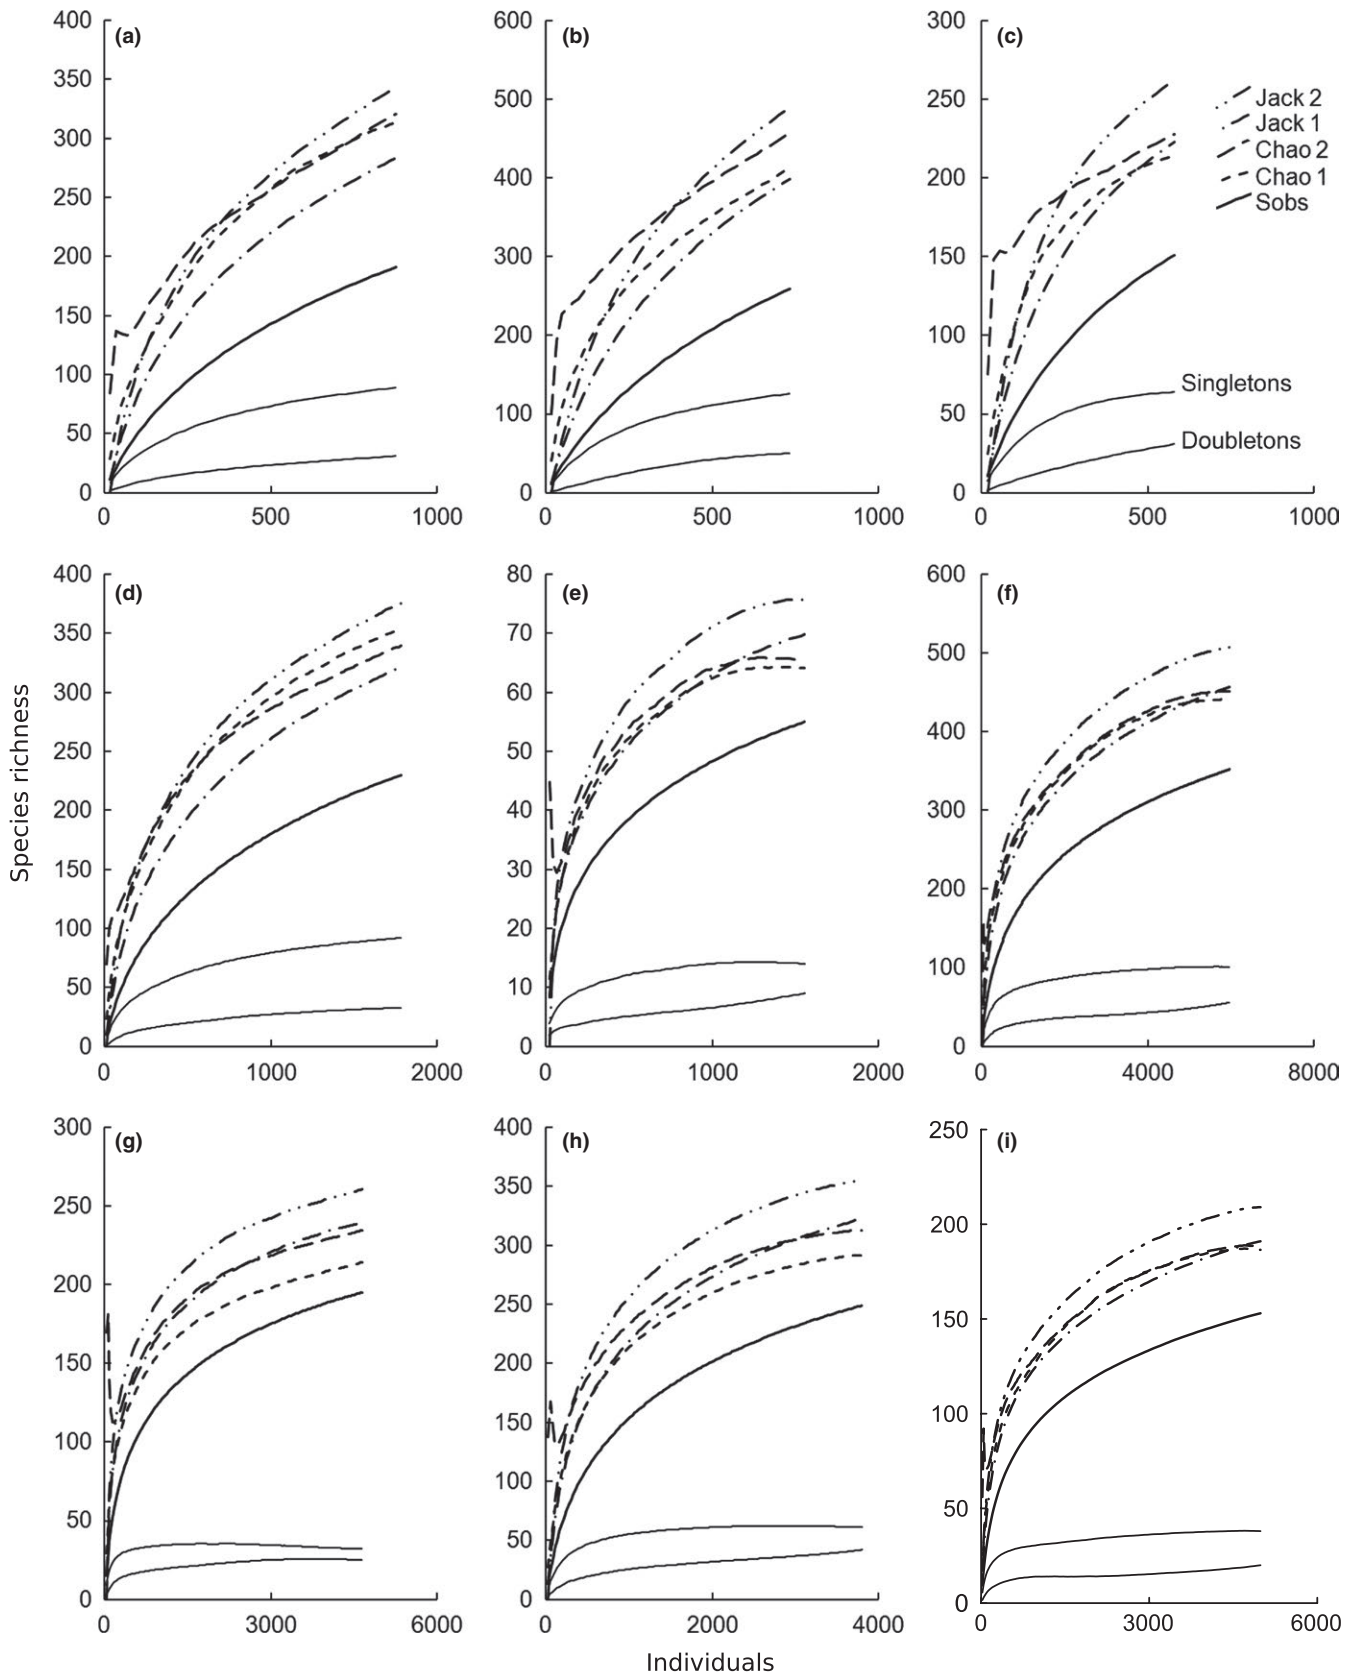 400
350
300
250
200
150
100
50
0
(a)
0 500 1000
600
500
400
300
200
100
0
(b)
0 500 1000
300
250
200
150
100
50
0
(c)
Jack 2
Jack 1
Chao 2
Chao 1
Sobs
Singletons
Doubletons
0 500 1000
Species richness
400
350
300
250
200
150
100
50
0
(d)
0 1000 2000
80
70
60
50
40
30
20
10
0
(e)
0 1000 2000
600
500
400
300
200
100
0
(f)
0 4000 8000
300
250
200
150
100
50
0
(g)
0 3000 6000
400
350
300
250
200
150
100
50
0
(h)
0 2000 4000
250
200
150
100
50
0
(i)
0 3000 6000
Individuals